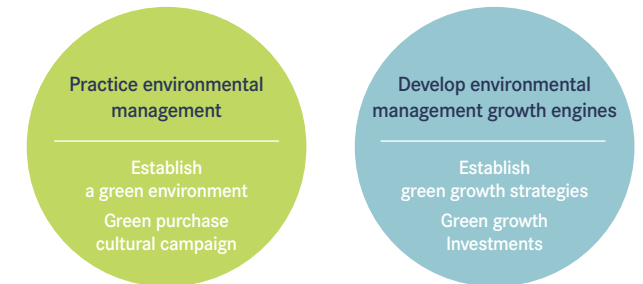 Practice environmental
management
Establish
a green environment
Green purchase
cultural campaign
Develop environmental
management growth engines
Establish
green growth strategies
Green growth
Investments